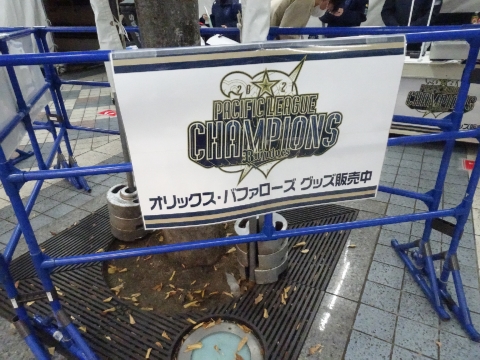 2021
PACIFIC LEAGUE
CHAMPIONS
Buffaloes
オリックス・バファローズ グッズ販売中